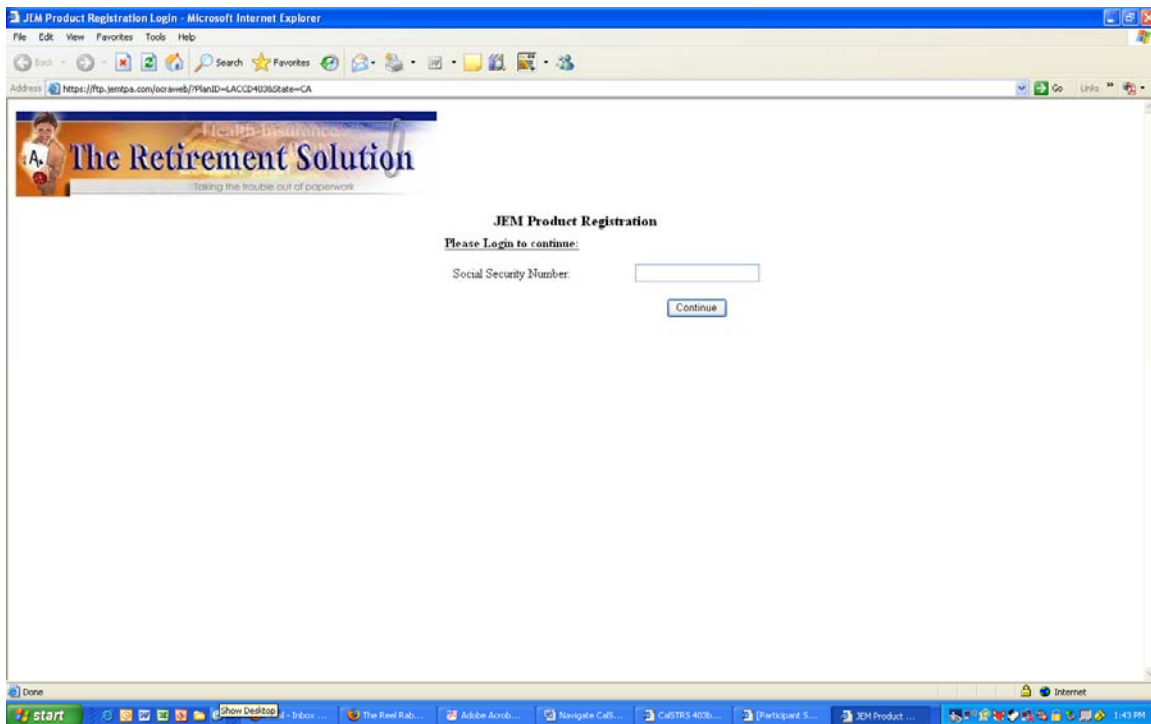 JEM Product Registration Login - Microsoft Internet Explorer
File Edit View Favorites Tools Help
Back Search Favorites
Address https://ftp.jemtpa.com/ocraweb/?PlanID=LACCD403&State=CA Go Links »
Health Insurance
A+
The Retirement Solution
Taking the trouble out of paperwork
JEM Product Registration
Please Login to continue:
Social Security Number:
Continue
Done Internet
start Show Desktop il - Inbox ... The Reel Rab... Adobe Acrob... Navigate CalS... CalSTRS 403b... [Participant S... JEM Product ... 1:43 PM